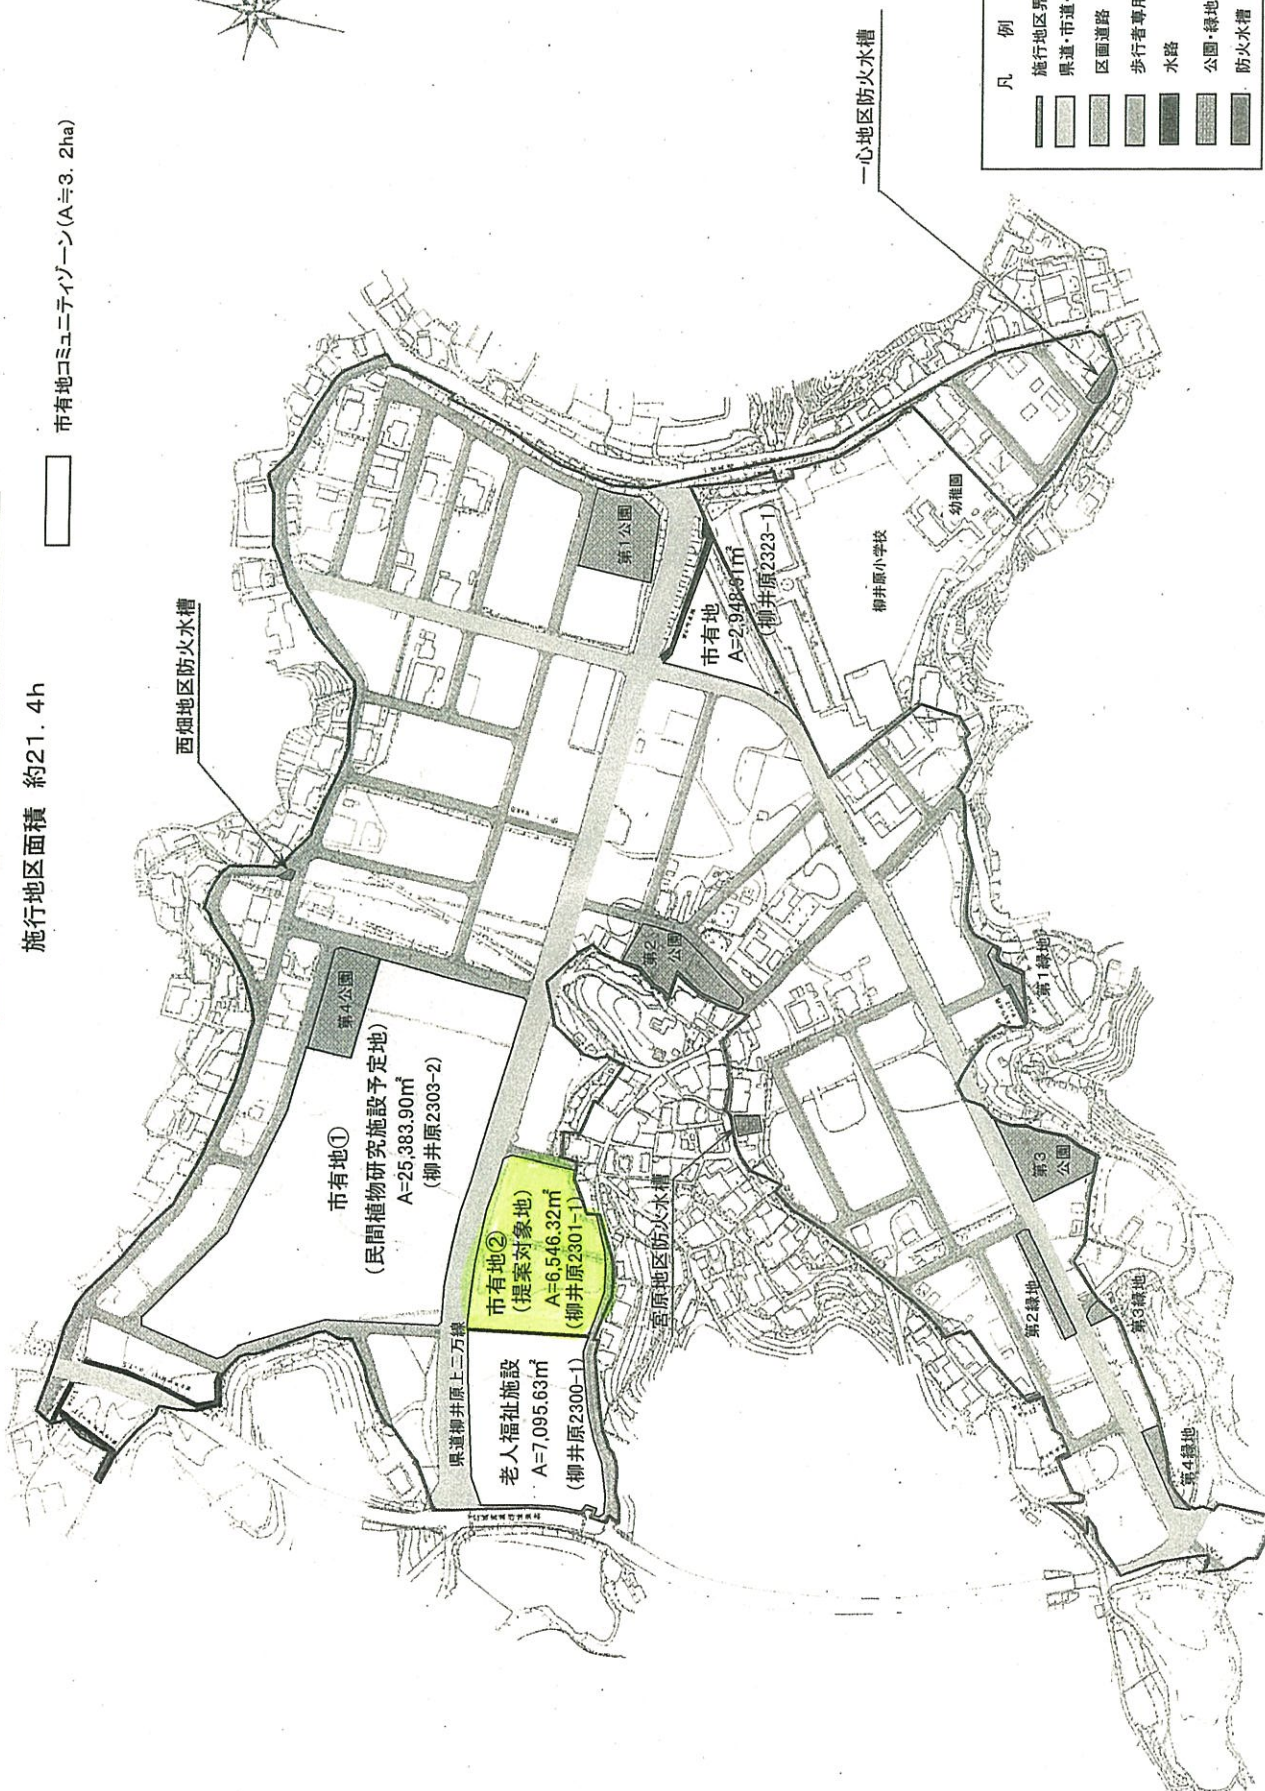 施行地区面積 約21.4h
市有地コミュニティゾーン(A≒3.2ha)
西畑地区防火水槽
一心地区防火水槽
凡 例
施行地区界
県道・市道・
区画道路
歩行者専用
水路
公園・緑地
防火水槽
第4公園
市有地①
(民間植物研究施設予定地)
A=25,383.90㎡
(柳井原2303-2)
第1公園
市有地
A=2,948.61㎡
(柳井原2323-1)
柳井原小学校
幼稚園
第2
公園
県道柳井原上二万線
市有地②
(提案対象地)
A=6,546.32㎡
(柳井原2301-1)
老人福祉施設
A=7,095.63㎡
(柳井原2300-1)
宮原地区防火水槽
第1緑地
第3
公園
第2緑地
第3緑地
第4緑地